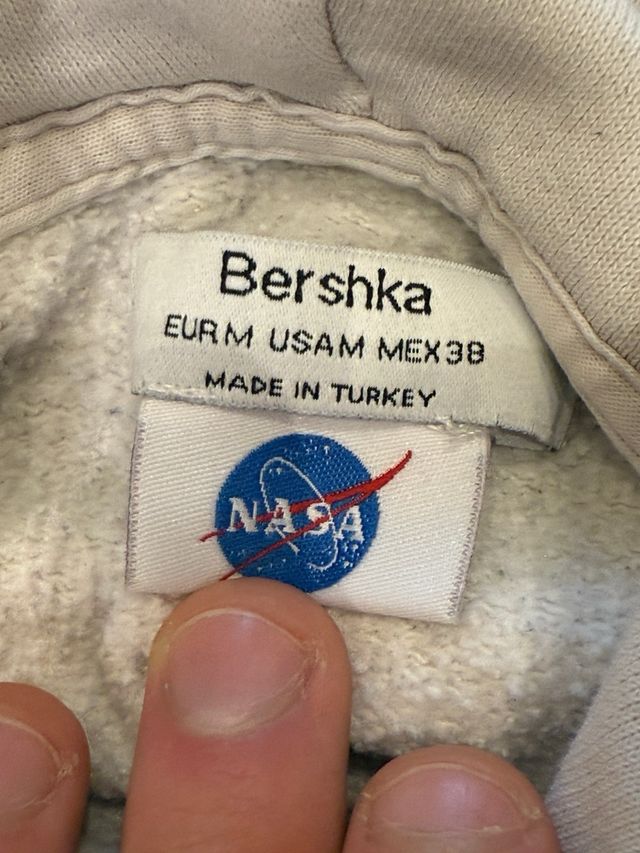 Bershka
EUR M USA M MEX 38
MADE IN TURKEY
NASA